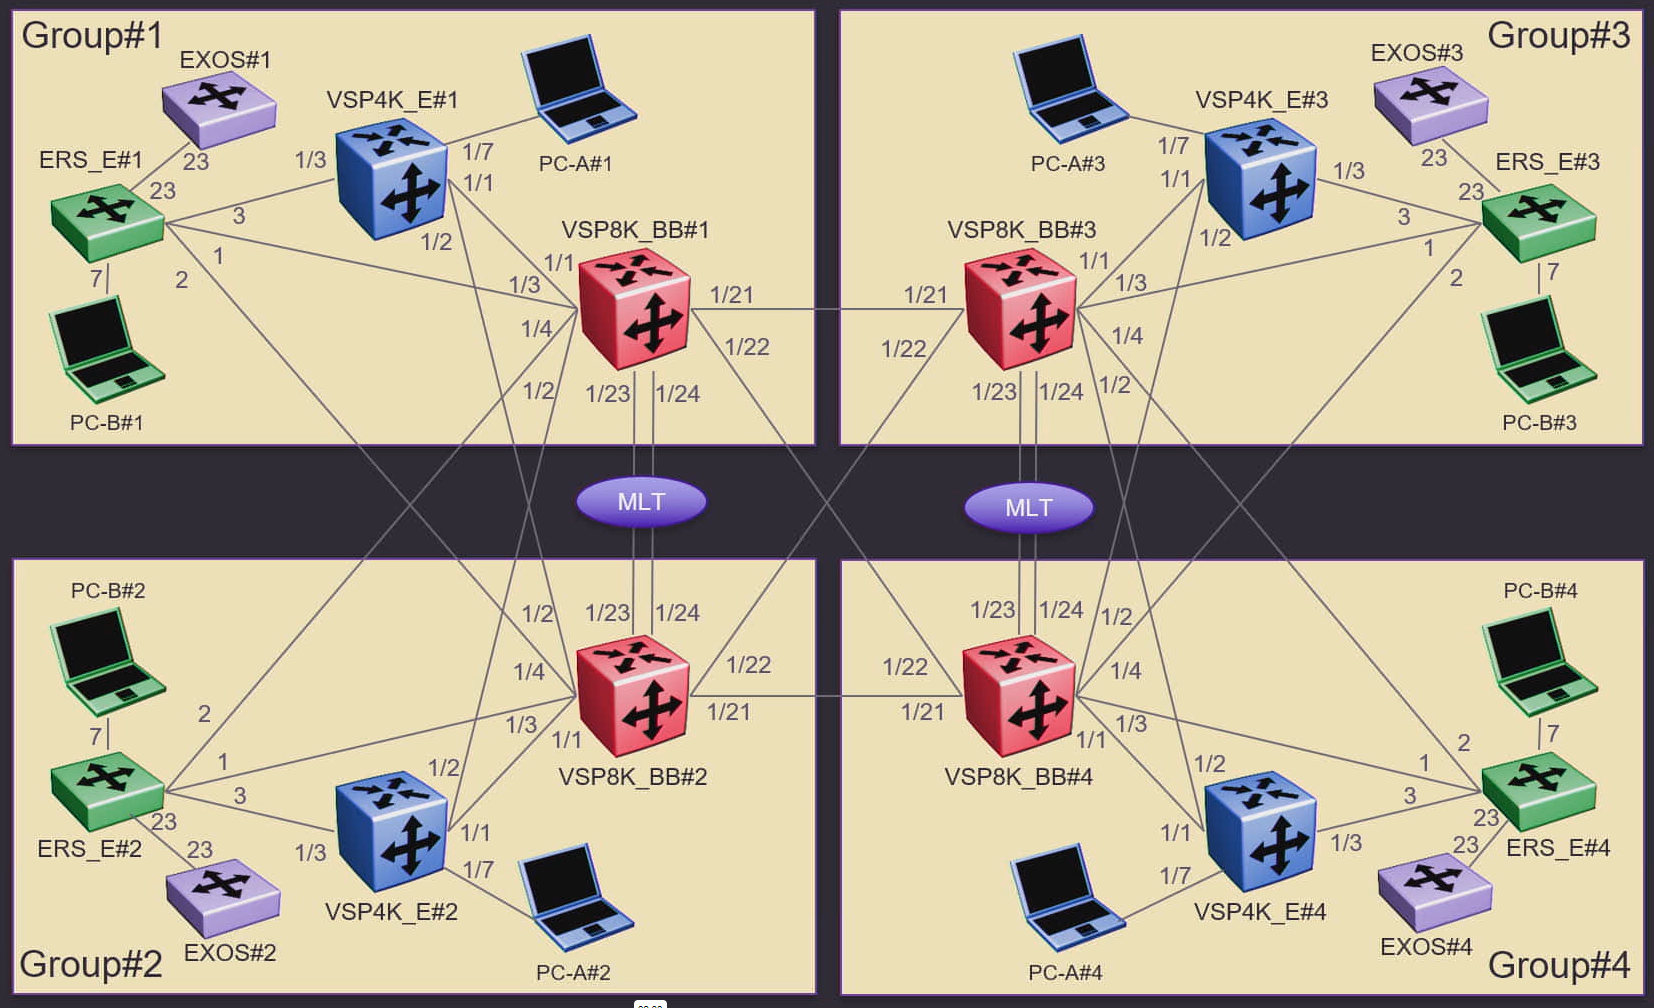 Group#1
EXOS#1
VSP4K_E#1
ERS_E#1
23
23
1/3
1/7
PC-A#1
1/1
3
1/2
VSP8K_BB#1
1
7
2
1/1
1/3
1/21
1/4
1/22
1/2
1/23
1/24
PC-B#1
Group#3
EXOS#3
VSP4K_E#3
1/7
PC-A#3
23
ERS_E#3
1/1
1/3
23
3
1/2
VSP8K_BB#3
1
1/1
7
2
1/3
1/21
1/4
1/22
1/2
1/23
1/24
PC-B#3
MLT
MLT
PC-B#2
1/2
1/23
1/24
1/4
1/22
2
1/3
1/21
7
1/1
1
1/2
VSP8K_BB#2
3
23
1/1
ERS_E#2
23
1/3
1/7
VSP4K_E#2
EXOS#2
PC-A#2
Group#2
PC-B#4
1/23
1/24
1/2
1/22
1/4
1/21
1/3
1/1
2
7
1
1/2
VSP8K_BB#4
3
23
1/1
1/3
23
ERS_E#4
1/7
VSP4K_E#4
EXOS#4
PC-A#4
Group#4